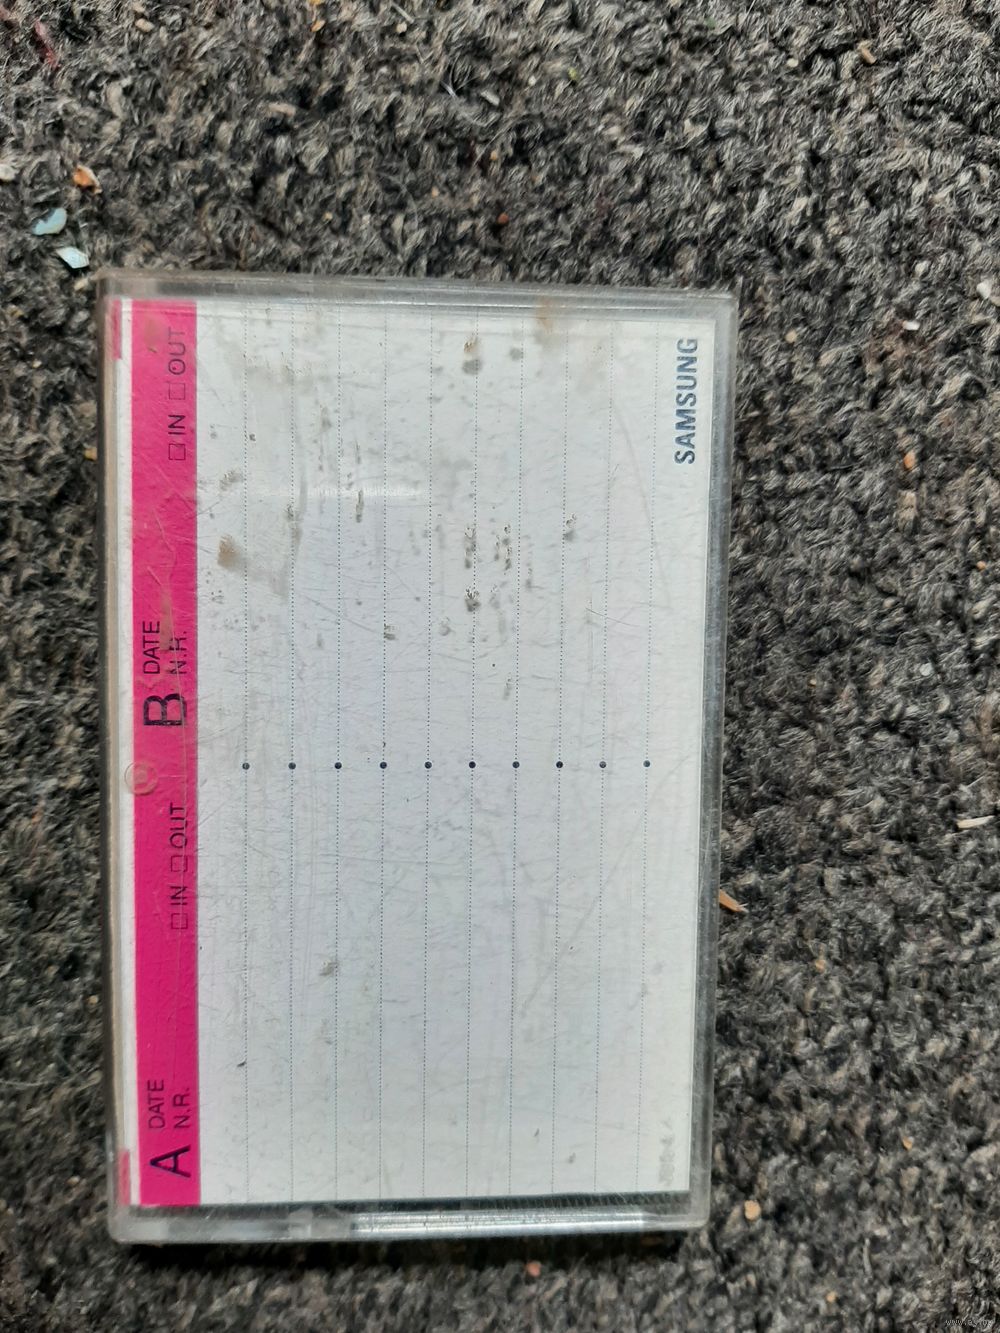 A DATE ☐ IN ☐ OUT B DATE ☐ IN ☐ OUT
N.R. N.R.
SAMSUNG